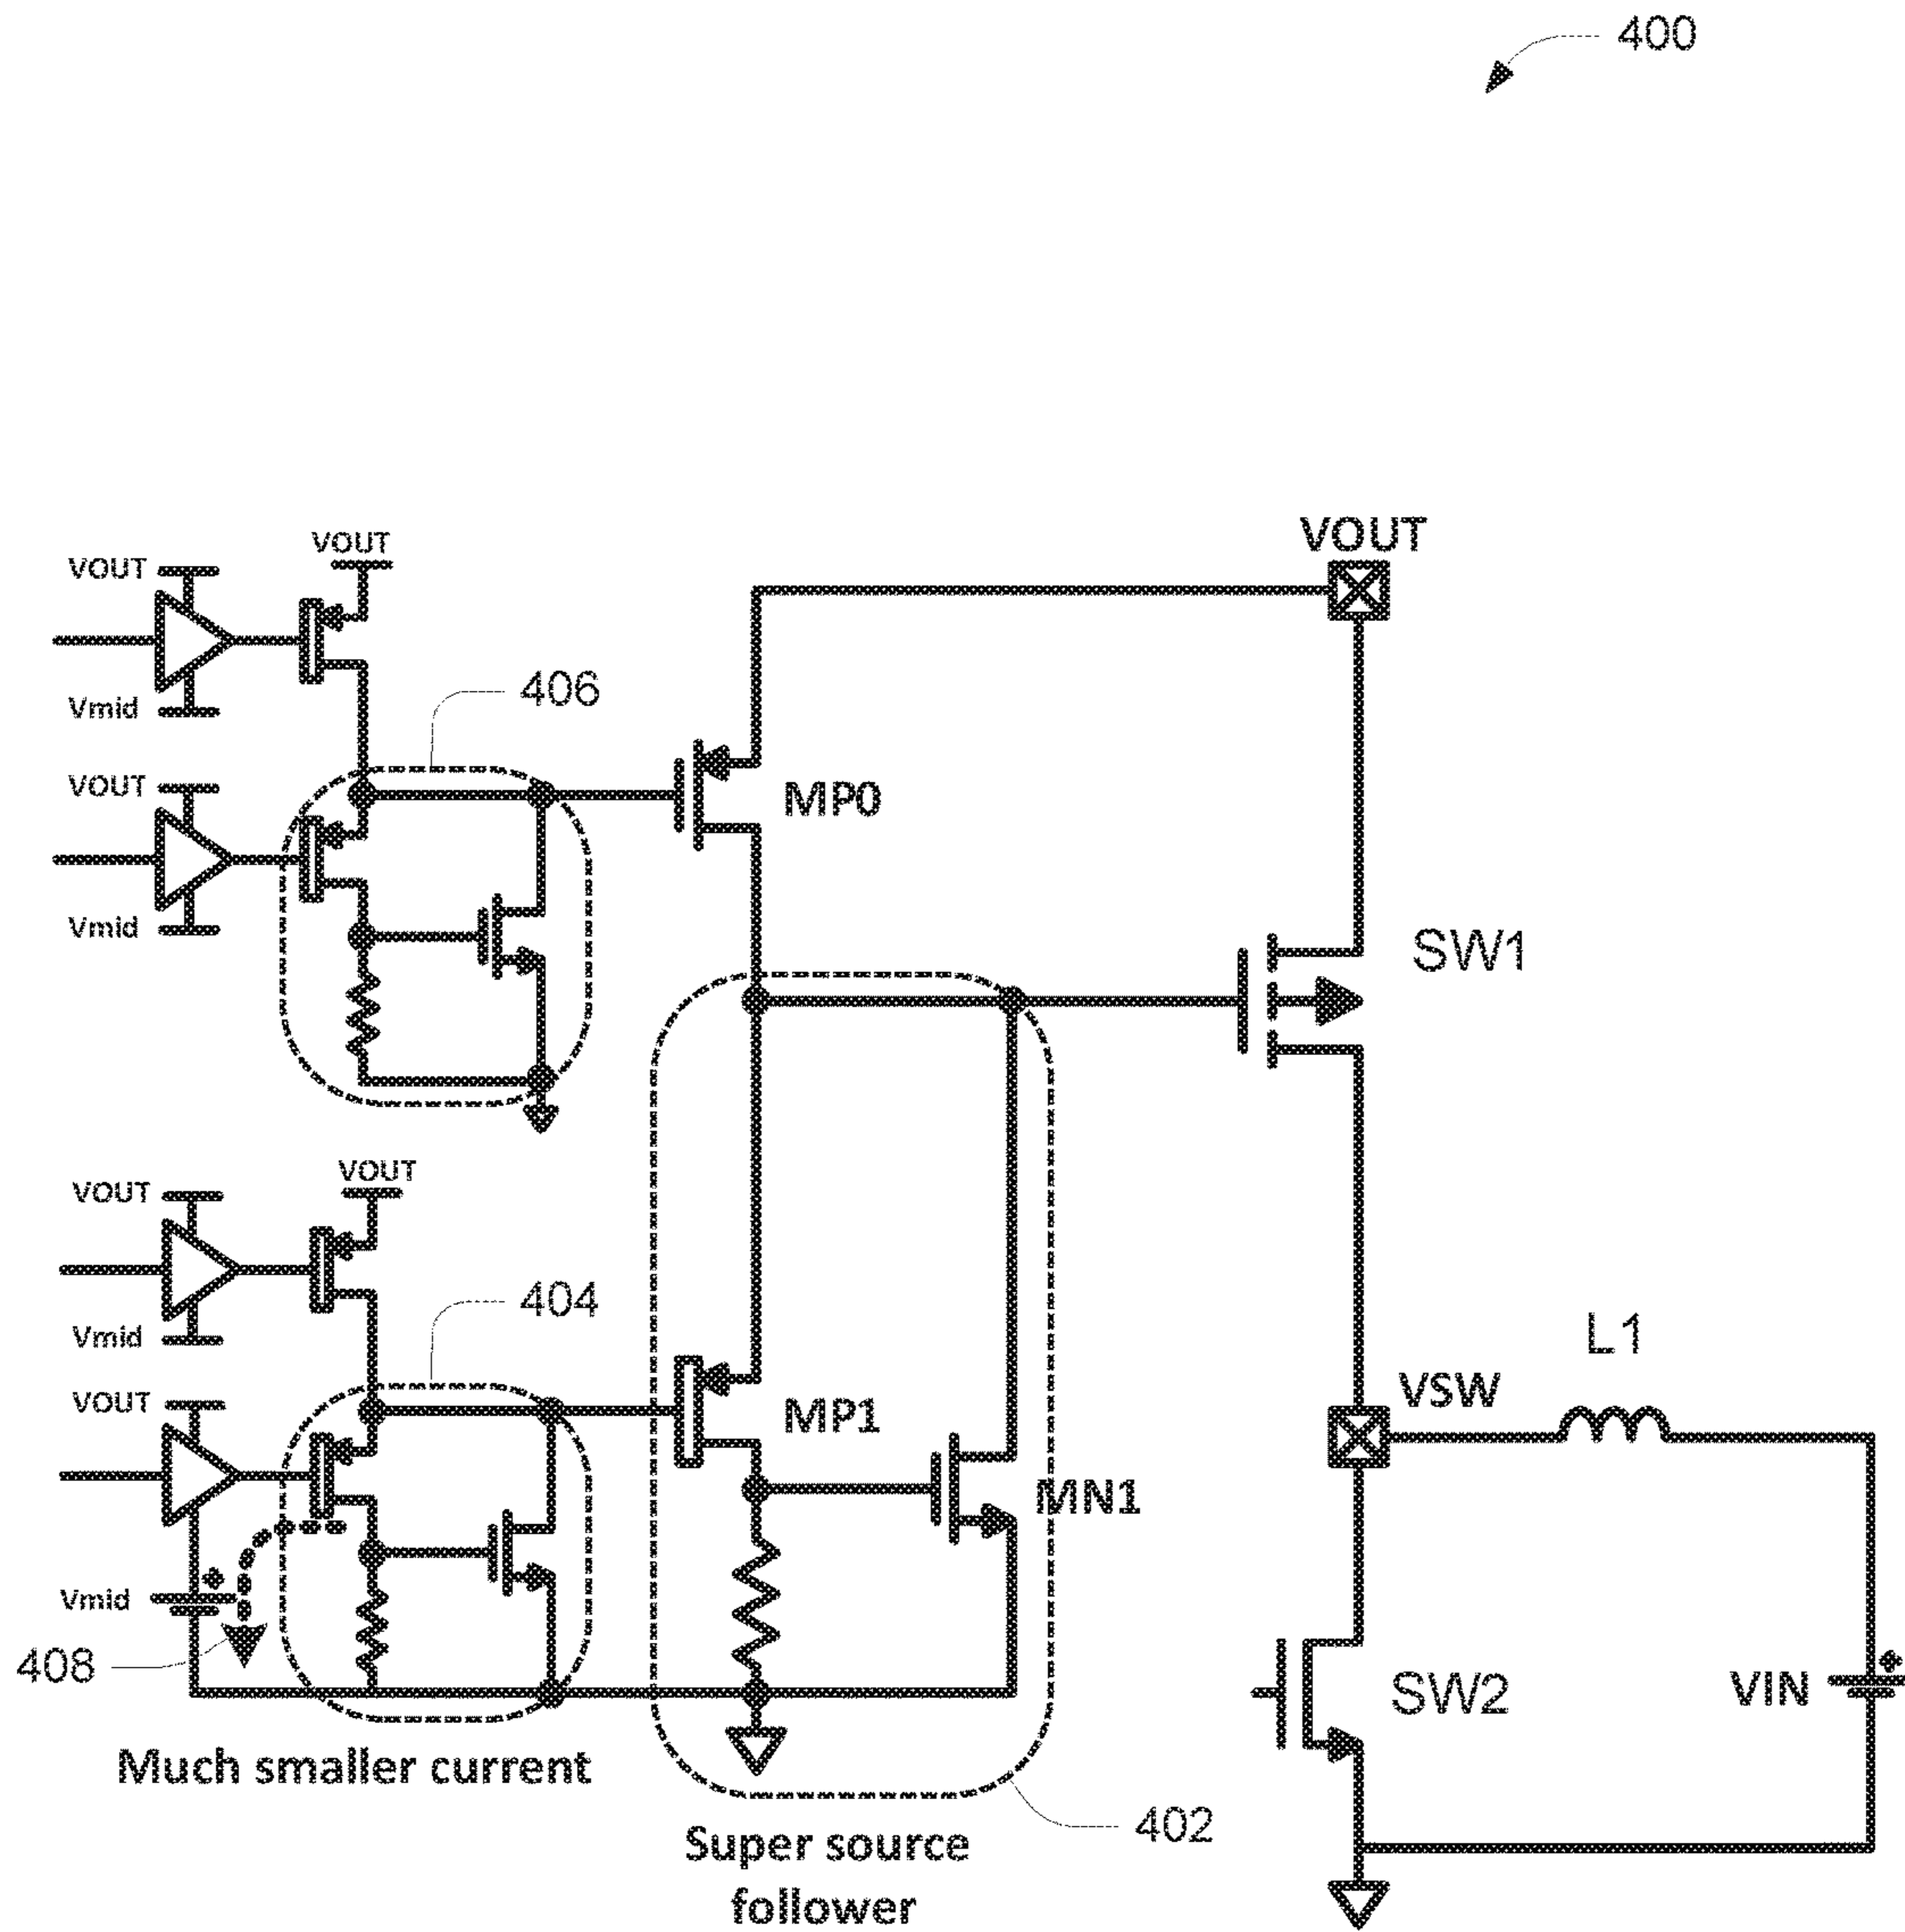 400
VOUT
VOUT
VOUT
Vmid
406
VOUT
MP0
Vmid
SW1
VOUT
VOUT
404
Vmid
L1
VOUT
VSW
MP1
MN1
Vmid
408
SW2
VIN
Much smaller current
402
Super source
follower